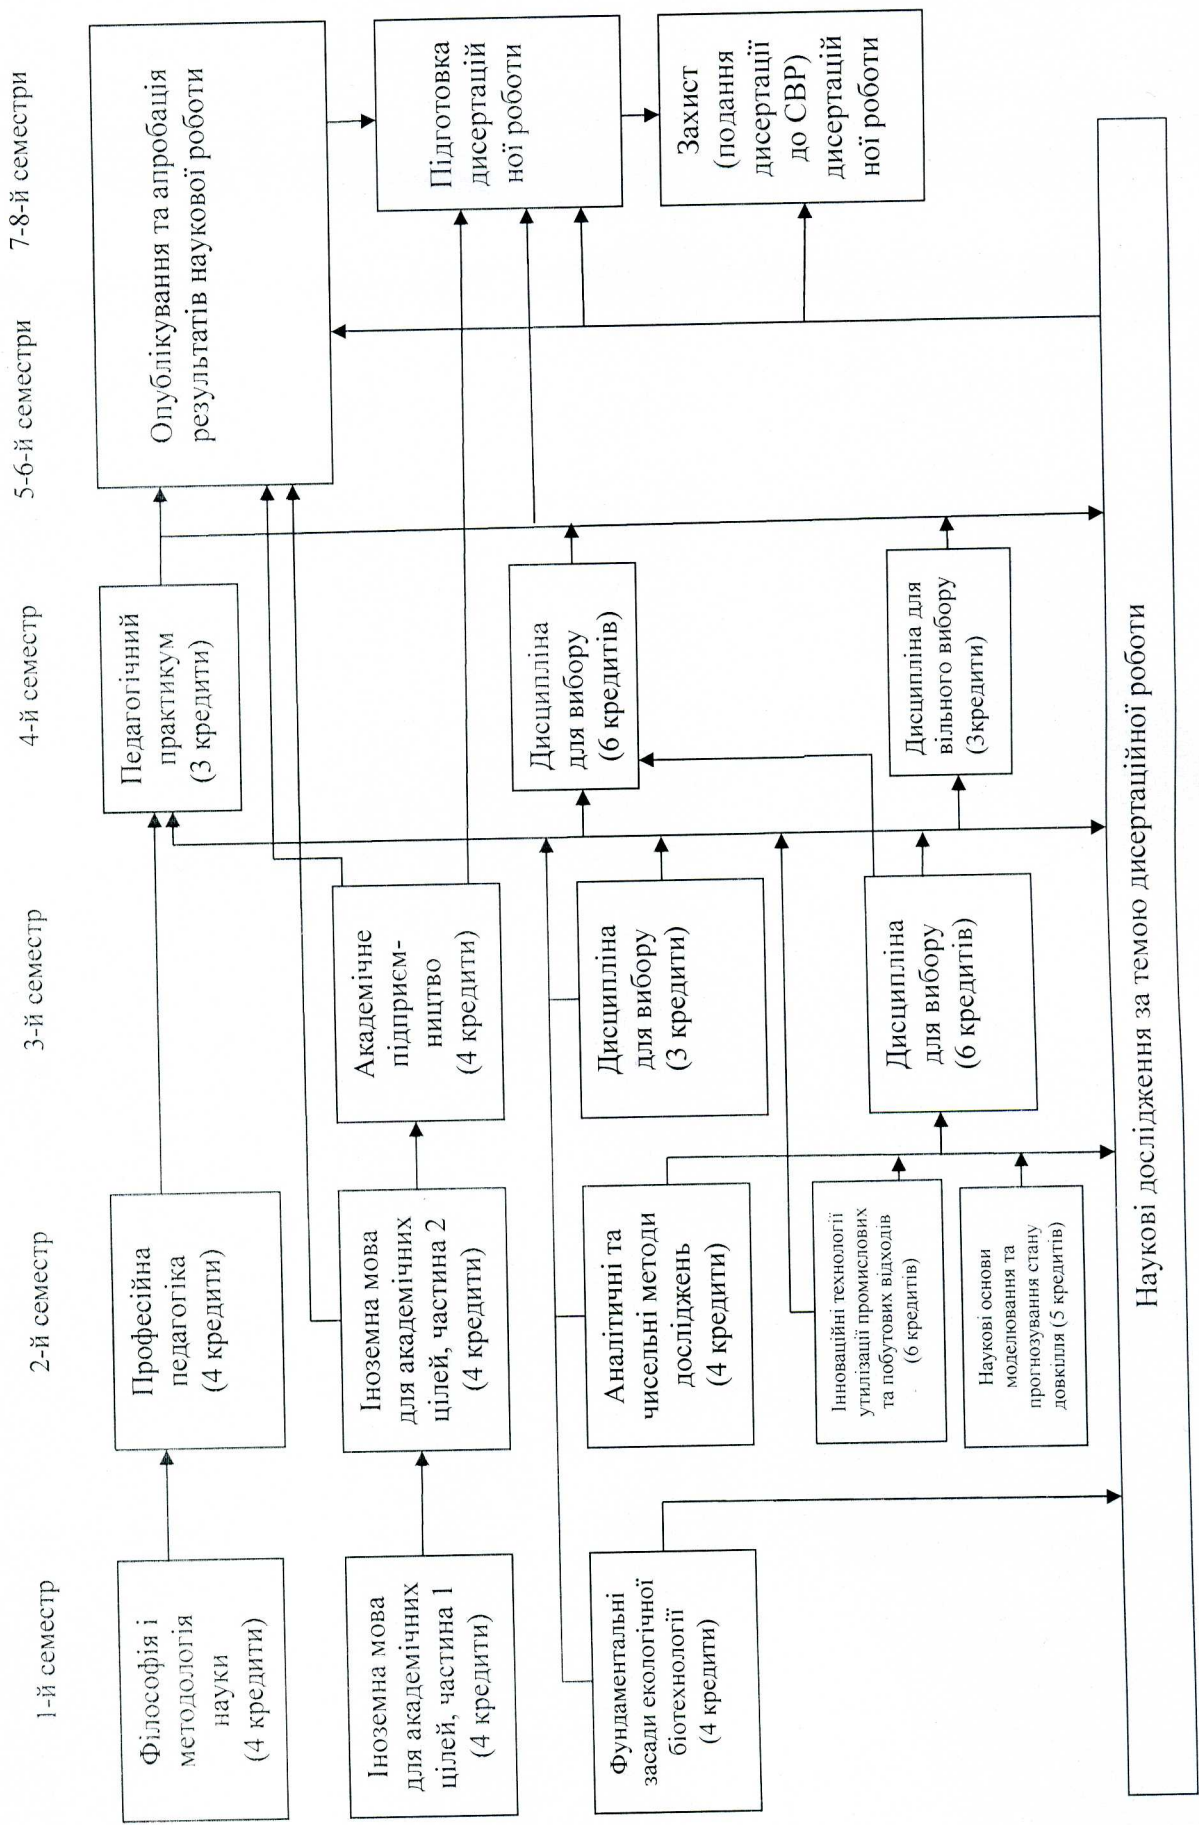 1-й семестр
2-й семестр
3-й семестр
4-й семестр
5-6-й семестри
7-8-й семестри
Філософія і
методологія
науки
(4 кредити)
Іноземна мова
для академічних
цілей, частина 1
(4 кредити)
Фундаментальні
засади екологічної
біотехнології
(4 кредити)
Професійна
педагогіка
(4 кредити)
Іноземна мова
для академічних
цілей, частина 2
(4 кредити)
Аналітичні та
чисельні методи
досліджень
(4 кредити)
Інноваційні технології
утилізації промислових
та побутових відходів
(6 кредитів)
Наукові основи
моделювання та
прогнозування стану
довкілля (5 кредитів)
Академічне
підприєм-
ництво
(4 кредити)
Дисципліна
для вибору
(3 кредити)
Дисципліна
для вибору
(6 кредитів)
Педагогічний
практикум
(3 кредити)
Дисципліна
для вибору
(6 кредитів)
Дисципліна для
вільного вибору
(3кредити)
Опублікування та апробація
результатів наукової роботи
Підготовка
дисертацій
ної роботи
Захист
(подання
дисертації
до СВР)
дисертацій
ної роботи
Наукові дослідження за темою дисертаційної роботи